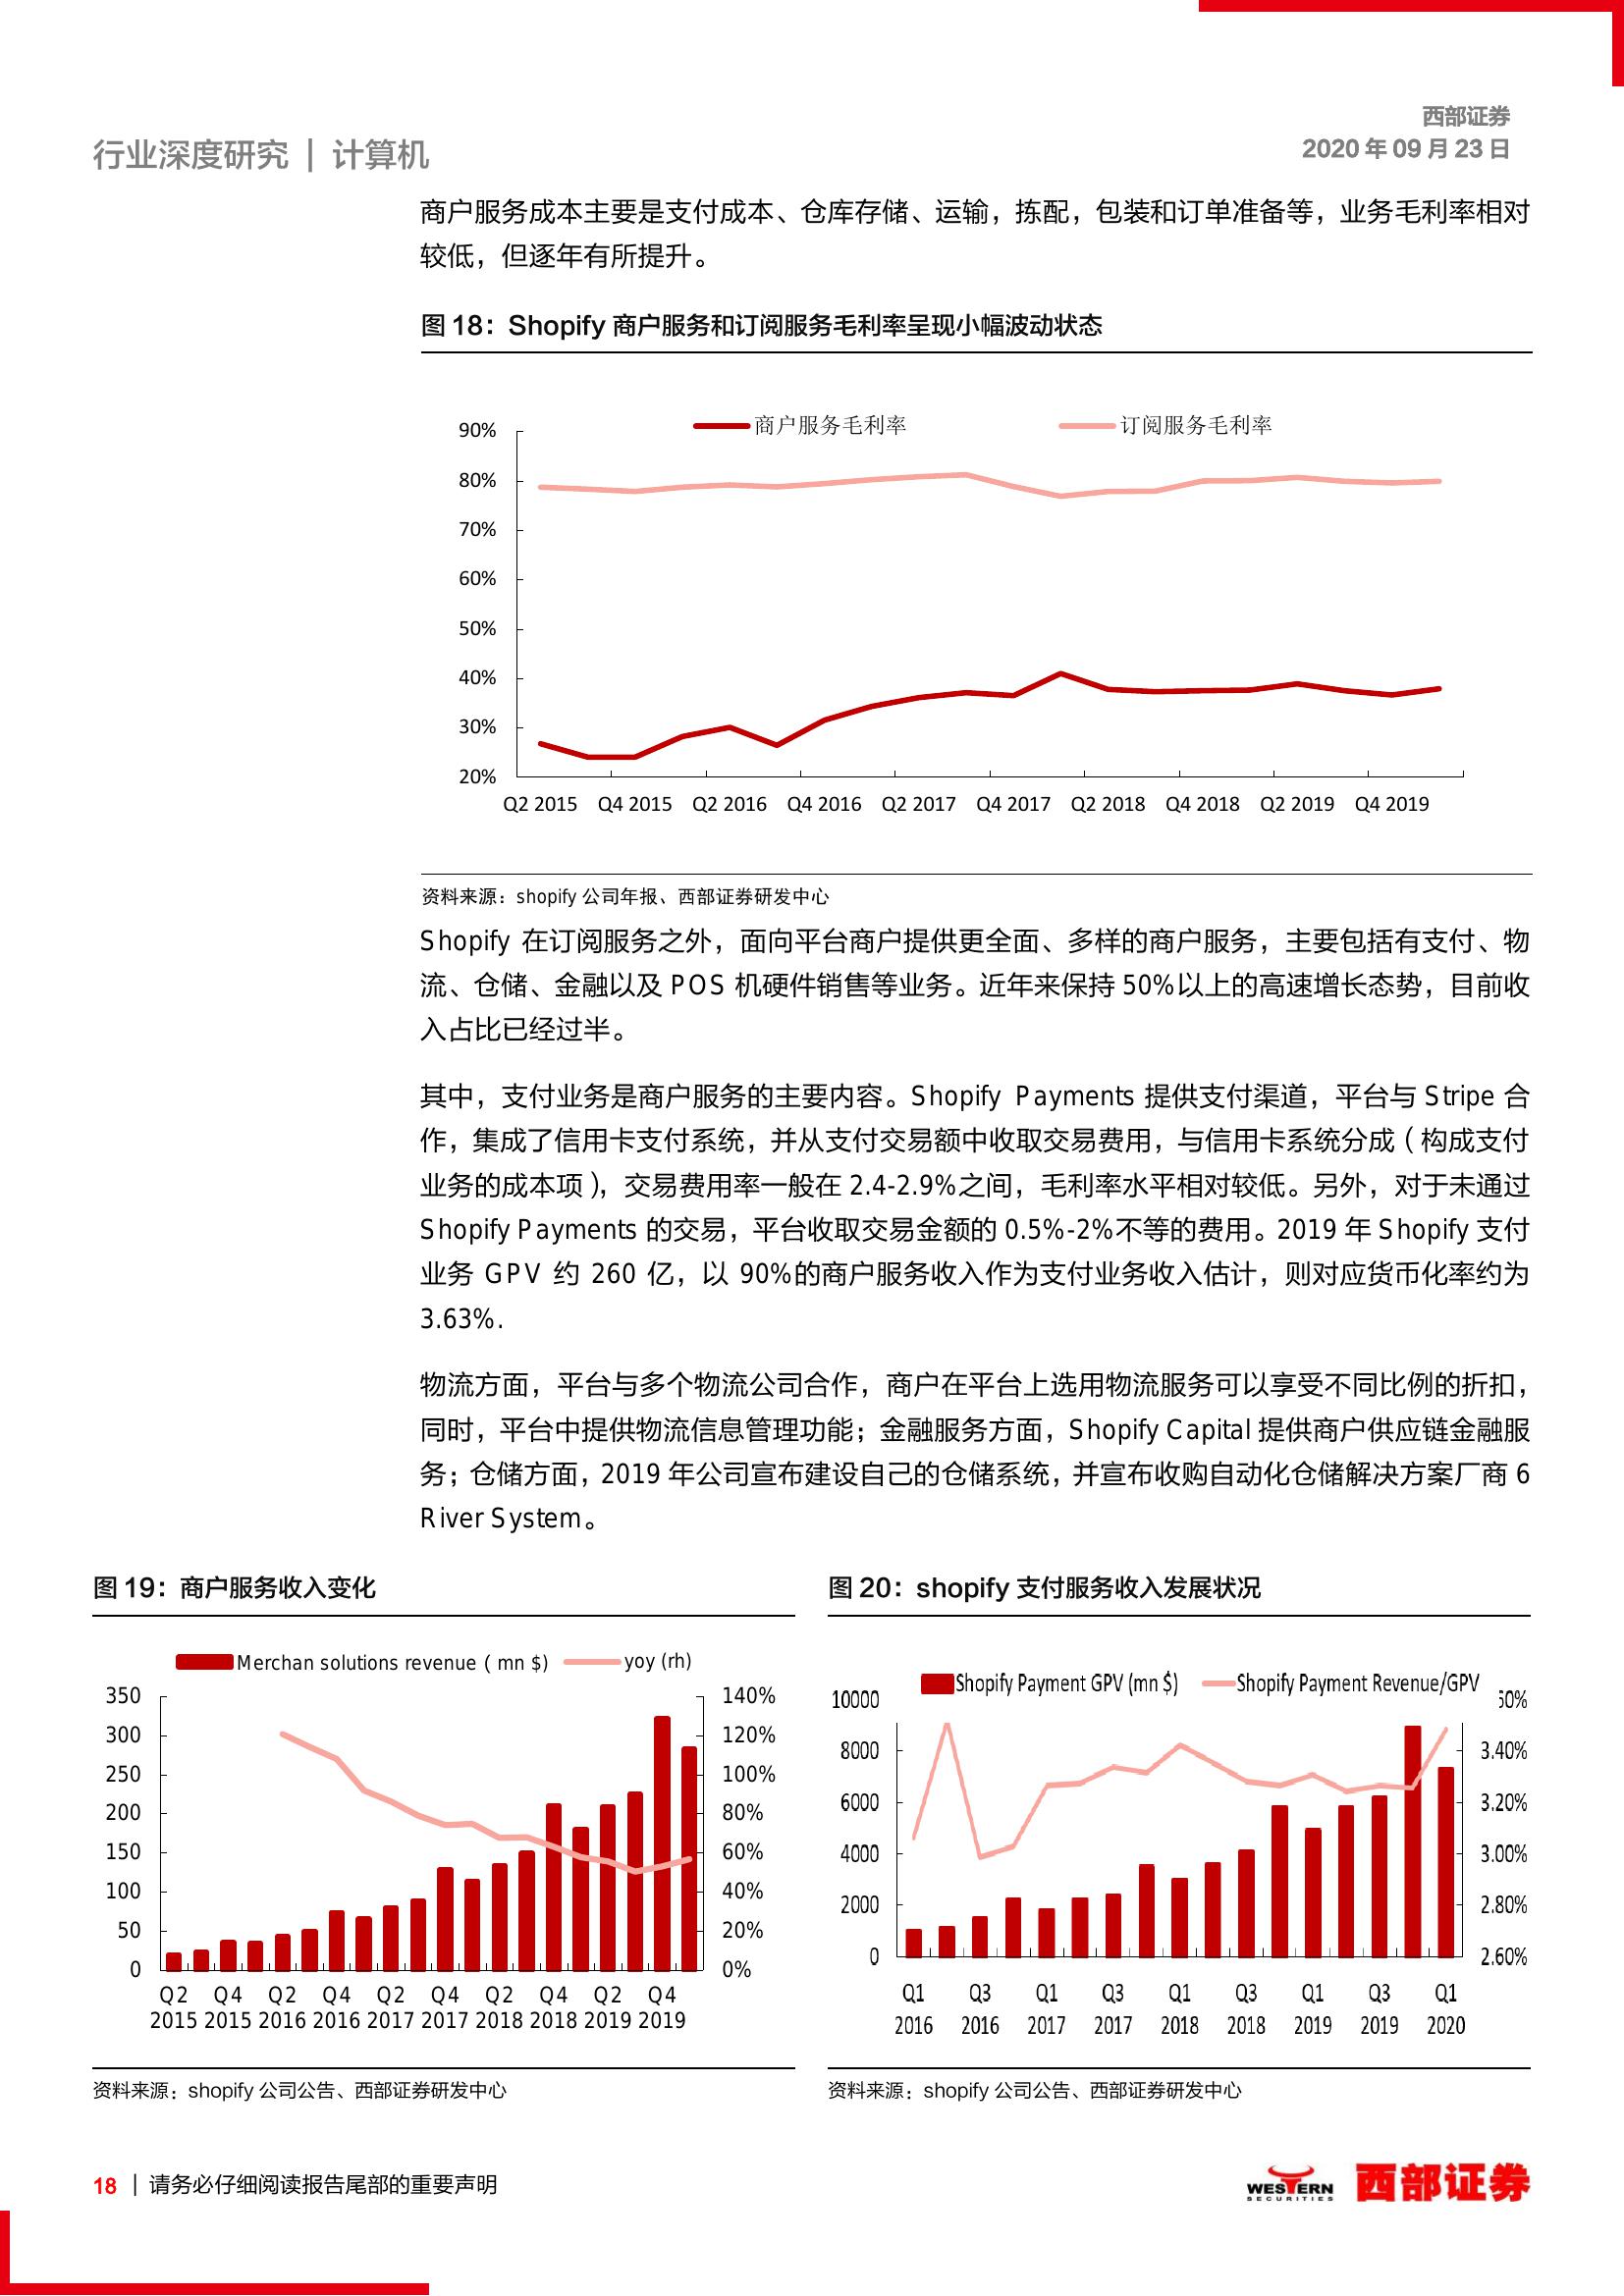 西部证券
行业深度研究 | 计算机
2020 年 09 月 23 日
商户服务成本主要是支付成本、仓库存储、运输，拣配，包装和订单准备等，业务毛利率相对
较低，但逐年有所提升。
图 18：Shopify 商户服务和订阅服务毛利率呈现小幅波动状态
商户服务毛利率 订阅服务毛利率
90%
80%
70%
60%
50%
40%
30%
20%
Q2 2015 Q4 2015 Q2 2016 Q4 2016 Q2 2017 Q4 2017 Q2 2018 Q4 2018 Q2 2019 Q4 2019
资料来源：shopify 公司年报、西部证券研发中心
Shopify 在订阅服务之外，面向平台商户提供更全面、多样的商户服务，主要包括有支付、物
流、仓储、金融以及 POS 机硬件销售等业务。近年来保持 50%以上的高速增长态势，目前收
入占比已经过半。
其中，支付业务是商户服务的主要内容。Shopify Payments 提供支付渠道，平台与 Stripe 合
作，集成了信用卡支付系统，并从支付交易额中收取交易费用，与信用卡系统分成（构成支付
业务的成本项），交易费用率一般在 2.4-2.9%之间，毛利率水平相对较低。另外，对于未通过
Shopify Payments 的交易，平台收取交易金额的 0.5%-2%不等的费用。2019 年 Shopify 支付
业务 GPV 约 260 亿，以 90%的商户服务收入作为支付业务收入估计，则对应货币化率约为
3.63%.
物流方面，平台与多个物流公司合作，商户在平台上选用物流服务可以享受不同比例的折扣，
同时，平台中提供物流信息管理功能；金融服务方面，Shopify Capital 提供商户供应链金融服
务；仓储方面，2019 年公司宣布建设自己的仓储系统，并宣布收购自动化仓储解决方案厂商 6
River System。
图 19：商户服务收入变化
Merchan solutions revenue ( mn $) yoy (rh)
350 140%
300 120%
250 100%
200 80%
150 60%
100 40%
50 20%
0 0%
Q2 Q4 Q2 Q4 Q2 Q4 Q2 Q4 Q2 Q4
2015 2015 2016 2016 2017 2017 2018 2018 2019 2019
资料来源：shopify 公司公告、西部证券研发中心
图 20：shopify 支付服务收入发展状况
Shopify Payment GPV (mn $) Shopify Payment Revenue/GPV
10000 60%
8000 3.40%
6000 3.20%
4000 3.00%
2000 2.80%
0 2.60%
Q1 Q3 Q1 Q3 Q1 Q3 Q1 Q3 Q1
2016 2016 2017 2017 2018 2018 2019 2019 2020
资料来源：shopify 公司公告、西部证券研发中心
18 | 请务必仔细阅读报告尾部的重要声明
WESTERN
SECURITIES
西部证券